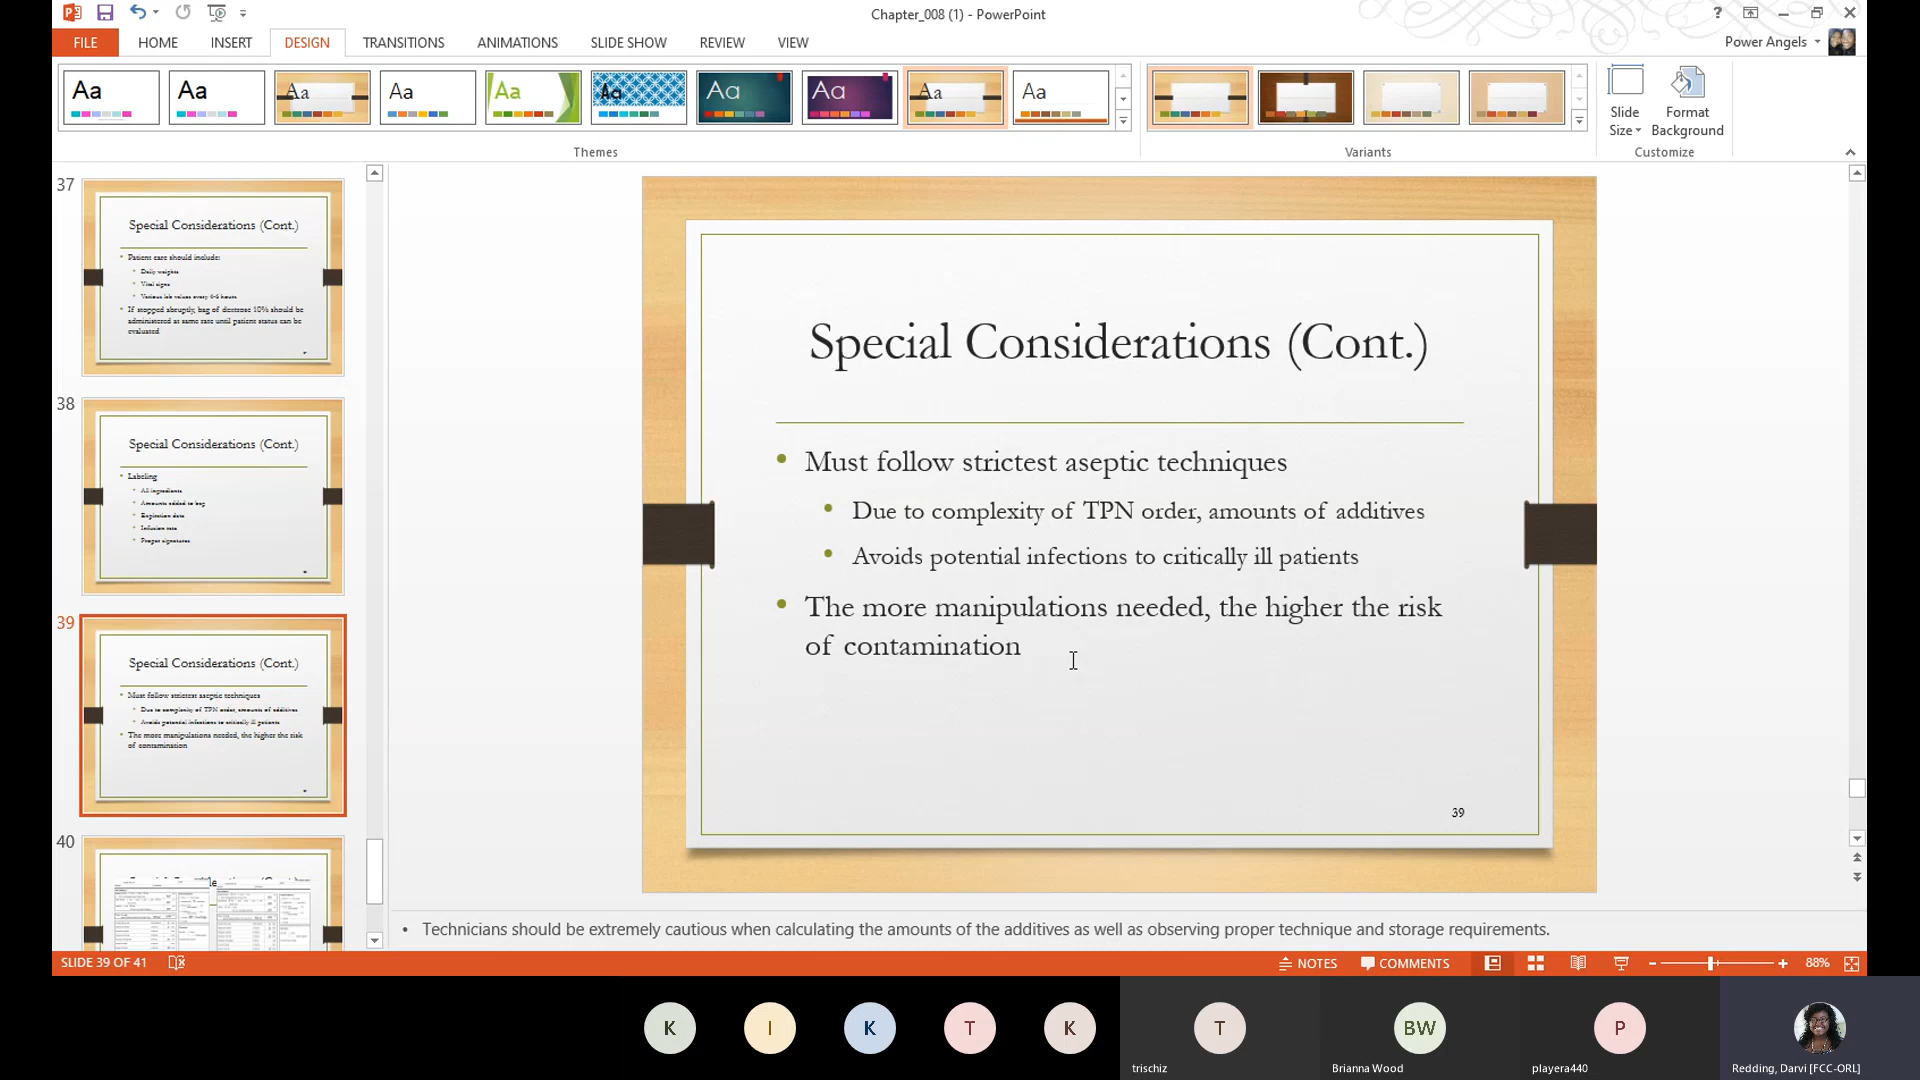 Chapter_008 (1) - PowerPoint
?
FILE
HOME
INSERT
DESIGN
TRANSITIONS
ANIMATIONS
SLIDE SHOW
REVIEW
VIEW
Power Angels
Aa
Aa
Aa
Aa
Aa
Aa
Aa
Aa
Aa
Aa
Slide
Size
Format
Background
Themes
Variants
Customize
37
Special Considerations (Cont.)
Patient care should include:
Daily weights
Vital signs
Various lab values every 4-6 hours
If stopped abruptly, bag of dextrose 10% should be
administered at same rate until patient status can be
evaluated
38
Special Considerations (Cont.)
Labeling
All ingredients
Amounts added to bag
Expiration date
Infusion rate
Proper signatures
39
Special Considerations (Cont.)
Must follow strictest aseptic techniques
Due to complexity of TPN order, amounts of additives
Avoids potential infections to critically ill patients
The more manipulations needed, the higher the risk
of contamination
40
Special Considerations (Cont.)
• Must follow strictest aseptic techniques
• Due to complexity of TPN order, amounts of additives
• Avoids potential infections to critically ill patients
• The more manipulations needed, the higher the risk
of contamination
39
• Technicians should be extremely cautious when calculating the amounts of the additives as well as observing proper technique and storage requirements.
SLIDE 39 OF 41
NOTES
COMMENTS
88%
K
I
K
T
K
T
trischiz
BW
Brianna Wood
P
playera440
Redding, Darvi [FCC-ORL]